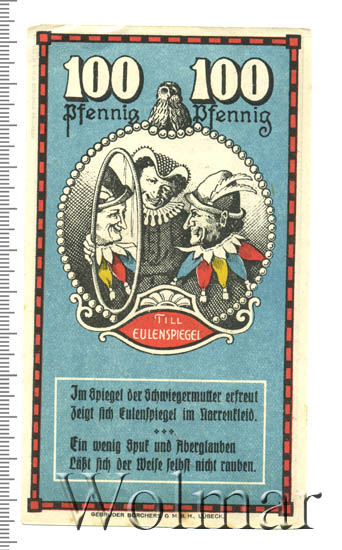 100 100
Pfennig Pfennig
TILL
EULENSPIEGEL
Im Spiegel der Schwiegermutter erfreut
Zeigt sich Eulenspiegel im Narrenkleid.
Ein wenig Spuk und Aberglauben
Läßt sich der Weise selbst nicht rauben.
GEBRUEDER BORCHERS G. M. B. H., LÜBECK.
Wolmar